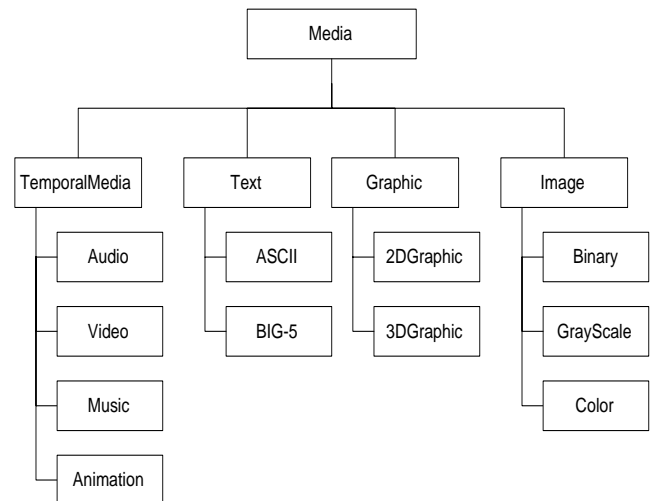 Media
TemporalMedia
Text
Graphic
Image
Audio
ASCII
2DGraphic
Binary
Video
BIG-5
3DGraphic
GrayScale
Music
Color
Animation